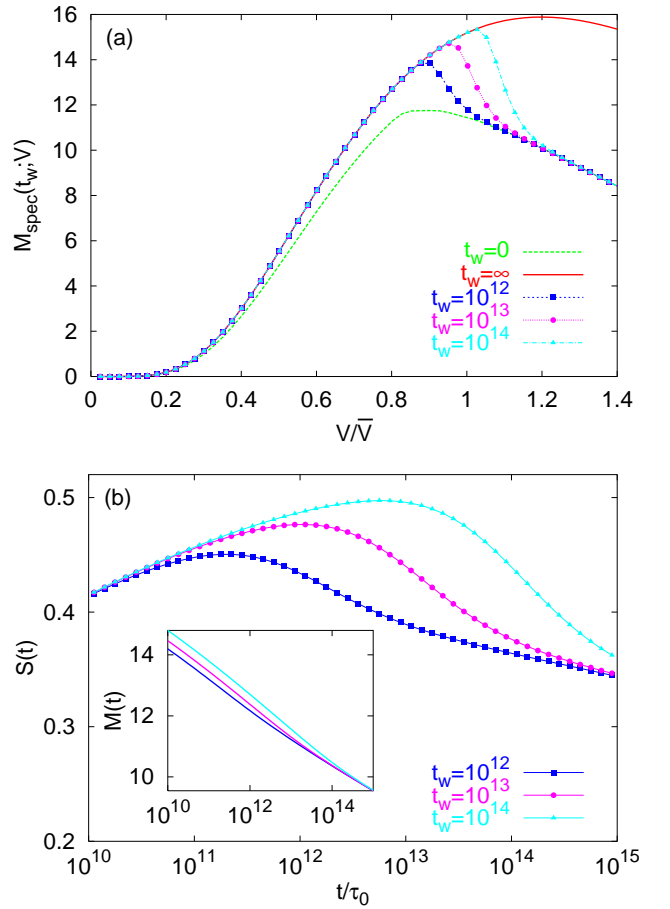 (a)
16
14
12
10
8
6
4
2
0
M_spec(t_w;V)
t_w=0
t_w=∞
t_w=10^12
t_w=10^13
t_w=10^14
0 0.2 0.4 0.6 0.8 1 1.2 1.4
V/V̅
(b)
0.5
0.4
0.3
0.2
S(t)
14
12
10
M(t)
10^10 10^12 10^14
t_w=10^12
t_w=10^13
t_w=10^14
10^10 10^11 10^12 10^13 10^14 10^15
t/τ_0